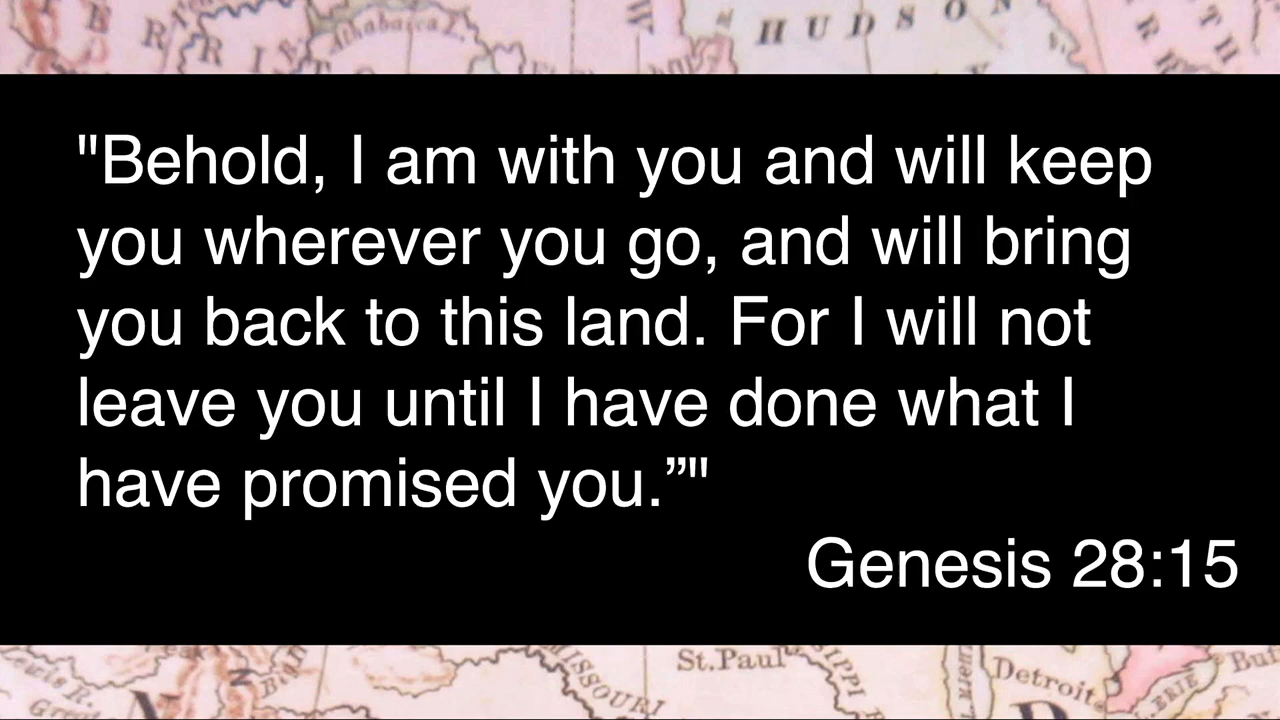 Athabasca L.
HUDSON
"Behold, I am with you and will keep
you wherever you go, and will bring
you back to this land. For I will not
leave you until I have done what I
have promised you.”"
Genesis 28:15
MISSOURI
St.Paul
Detroit
ERIE